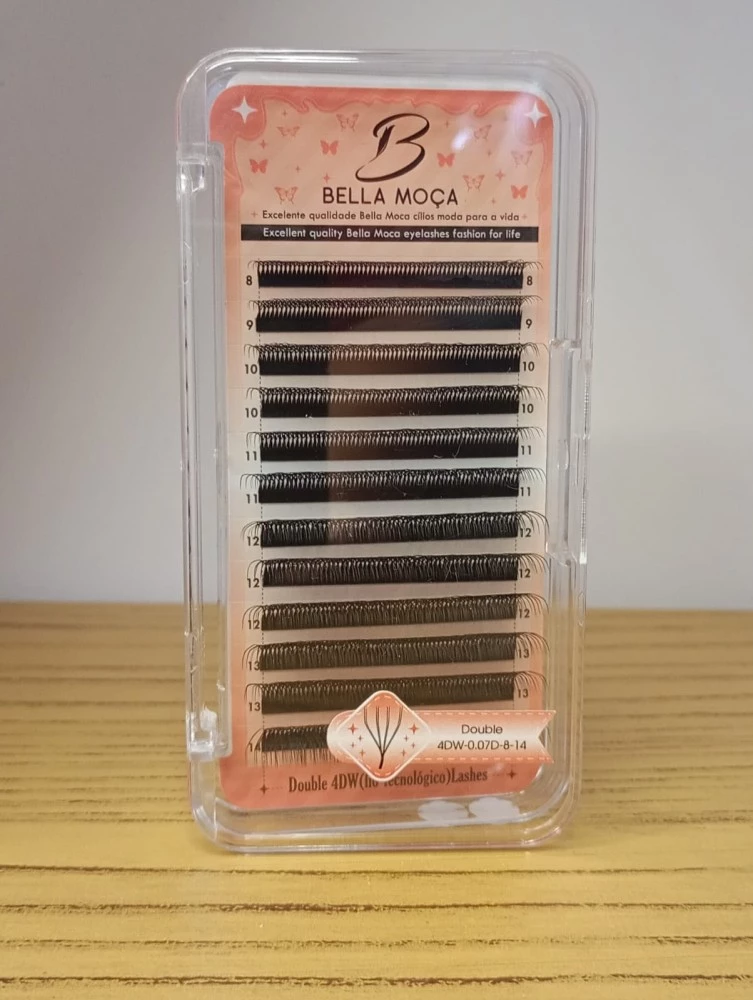 B
BELLA MOÇA
Excelente qualidade Bella Moca cílios moda para a vida
Excellent quality Bella Moca eyelashes fashion for life
8 8
9 9
10 10
10 10
11 11
11 11
12 12
12 12
12 12
13 13
13 13
14
Double
4DW-0.07D-8-14
Double 4DW( Tecnológico)Lashes